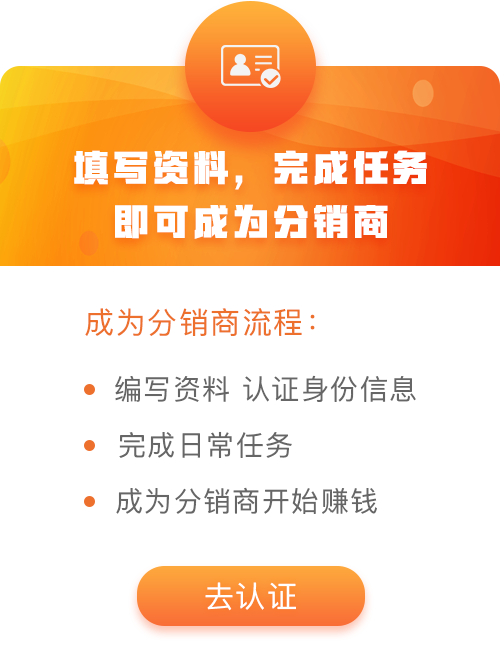 填写资料，完成任务
即可成为分销商
成为分销商流程：
编写资料 认证身份信息
完成日常任务
成为分销商开始赚钱
去认证